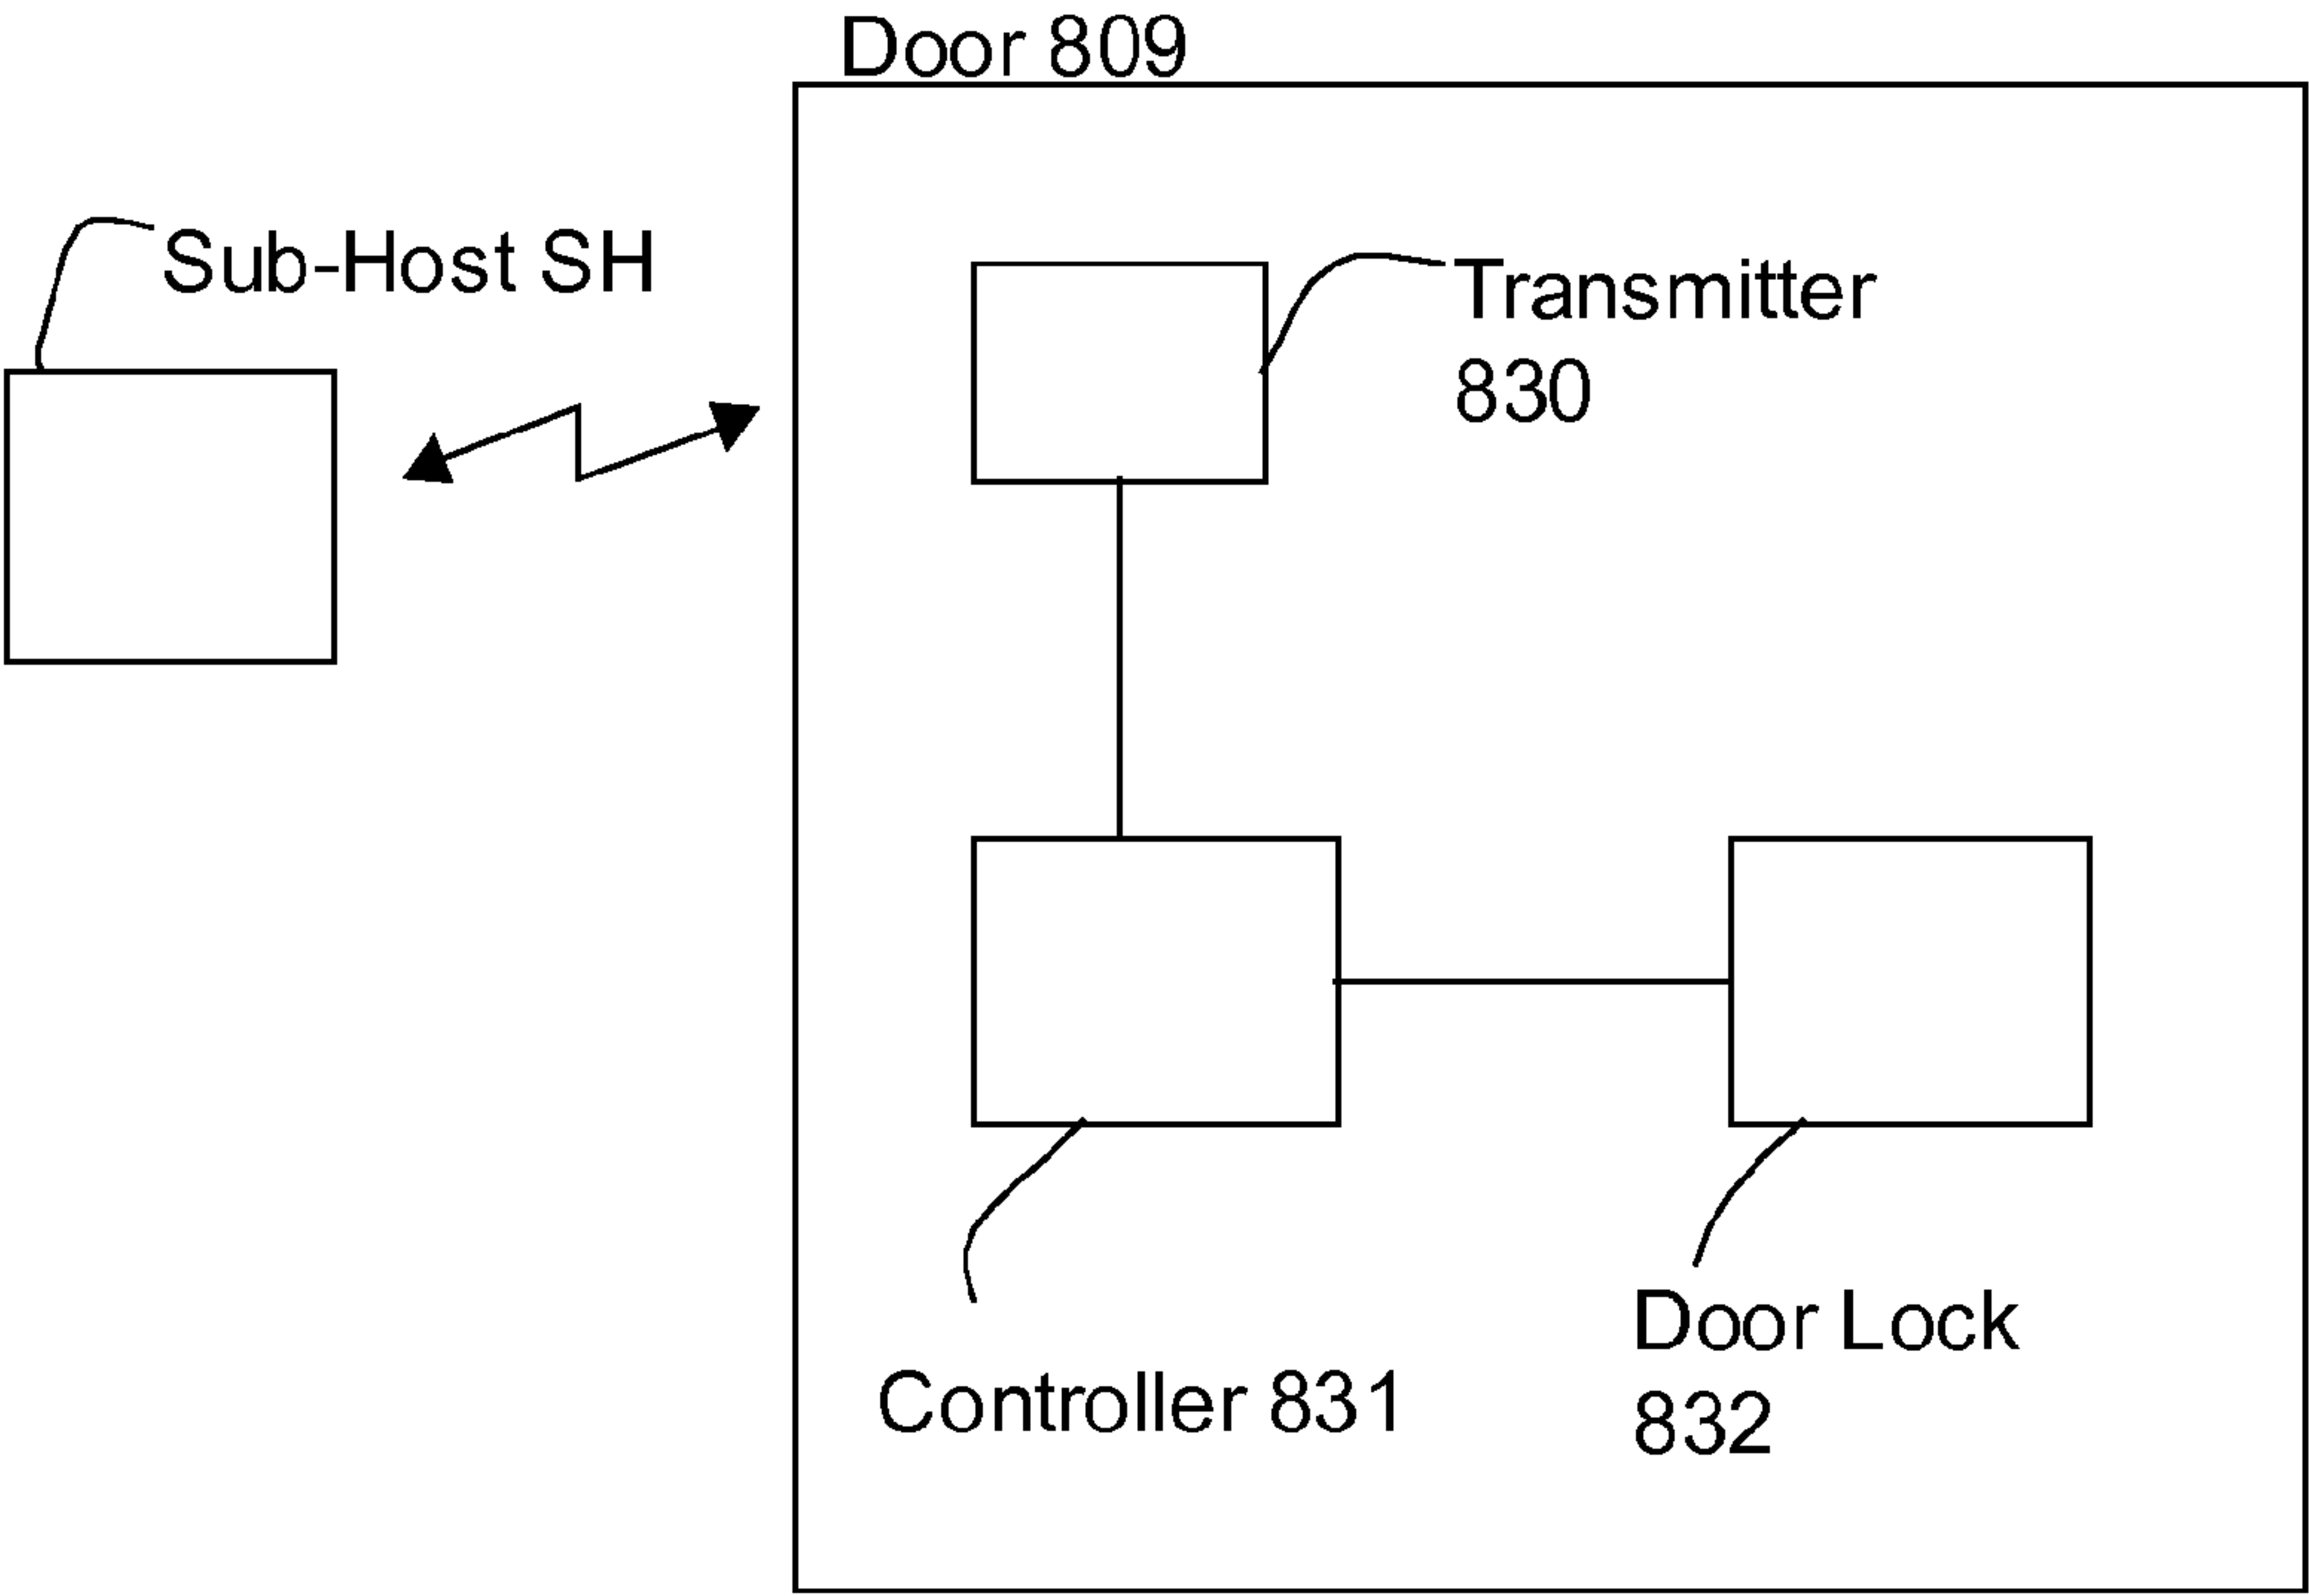 Door 809
Sub-Host SH
Transmitter
830
Controller 831
Door Lock
832